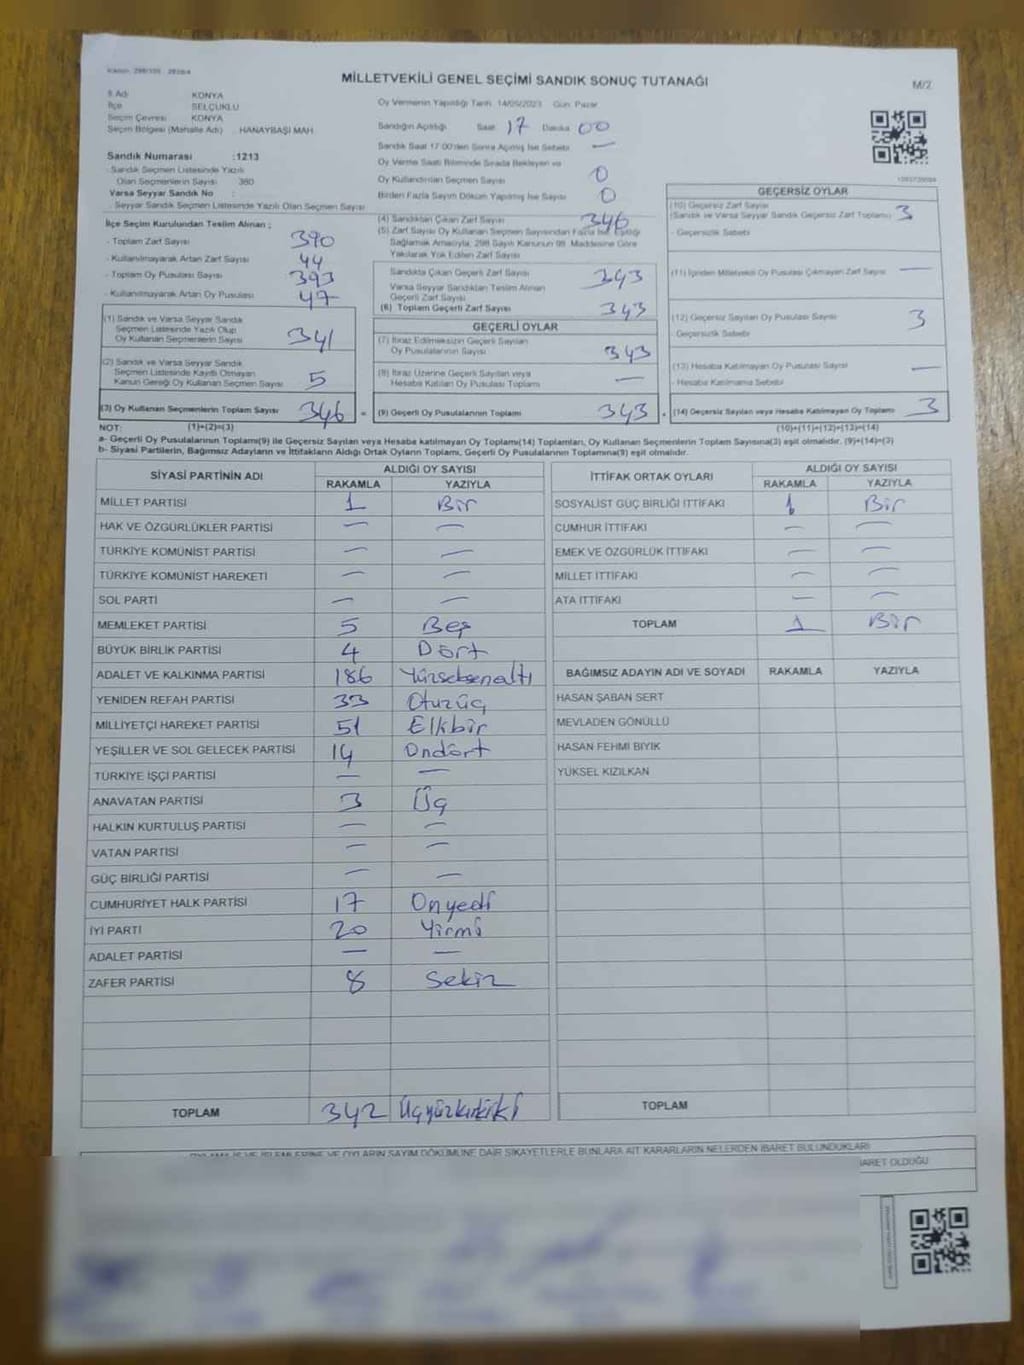 MİLLETVEKİLİ GENEL SEÇİMİ SANDIK SONUÇ TUTANAĞI
M/2
İl Adı KONYA
İlçe SELÇUKLU
Seçim Çevresi KONYA
Seçim Bölgesi (Mahalle Adı) : HANAYBAŞI MAH.
Sandık Numarası :1213
Sandık Seçmen Listesinde Yazılı
Olan Seçmenlerin Sayısı 380
Varsa Seyyar Sandık No :
Seyyar Sandık Seçmen Listesinde Yazılı Olan Seçmen Sayısı
Oy Vermenin Yapıldığı Tarih 14/05/2023 Gün Pazar
Sandığın Açıldığı Saat 17 Dakika 00
Sandık Saat 17:00'den Sonra Açılmış İse Sebebi —
Oy Verme Saati Bitiminde Sırada Bekleyen ve
Oy Kullandırılan Seçmen Sayısı 0
Birden Fazla Sayım Döküm Yapılmış İse Sayısı 0
İlçe Seçim Kurulundan Teslim Alınan ;
- Toplam Zarf Sayısı 390
- Kullanılmayarak Artan Zarf Sayısı 44
- Toplam Oy Pusulası Sayısı 393
- Kullanılmayarak Artan Oy Pusulası 47
(1) Sandık ve Varsa Seyyar Sandık
Seçmen Listesinde Yazılı Olup
Oy Kullanan Seçmenlerin Sayısı 341
(2) Sandık ve Varsa Seyyar Sandık
Seçmen Listesinde Kayıtlı Olmayan
Kanun Gereği Oy Kullanan Seçmen Sayısı 5
(3) Oy Kullanan Seçmenlerin Toplam Sayısı 346 =
(4) Sandıktan Çıkan Zarf Sayısı 346
(5) Zarf Sayısı Oy Kullanan Seçmen Sayısından Fazla İse, Eşitliği
Sağlamak Amacıyla, 298 Sayılı Kanunun 98. Maddesine Göre
Yakılarak Yok Edilen Zarf Sayısı
Sandıkta Çıkan Geçerli Zarf Sayısı 343
Varsa Seyyar Sandıktan Teslim Alınan
Geçerli Zarf Sayısı
(6) Toplam Geçerli Zarf Sayısı 343
GEÇERLİ OYLAR
(7) İtiraz Edilmeksizin Geçerli Sayılan
Oy Pusulalarının Sayısı 343
(8) İtiraz Üzerine Geçerli Sayılan veya
Hesaba Katılan Oy Pusulası Toplamı —
(9) Geçerli Oy Pusulalarının Toplamı 343
GEÇERSİZ OYLAR
(10) Geçersiz Zarf Sayısı 3
(Sandık ve Varsa Seyyar Sandık Geçersiz Zarf Toplamı)
- Geçersizlik Sebebi
(11) İçinden Milletvekili Oy Pusulası Çıkmayan Zarf Sayısı —
(12) Geçersiz Sayılan Oy Pusulası Sayısı 3
- Geçersizlik Sebebi
(13) Hesaba Katılmayan Oy Pusulası Sayısı —
- Hesaba Katılmama Sebebi
(14) Geçersiz Sayılan veya Hesaba Katılmayan Oy Toplamı 3
NOT: (1)+(2)=(3) (10)+(11)+(12)+(13)=(14)
a- Geçerli Oy Pusulalarının Toplamı(9) ile Geçersiz Sayılan veya Hesaba katılmayan Oy Toplamı(14) Toplamları, Oy Kullanan Seçmenlerin Toplam Sayısına(3) eşit olmalıdır. (9)+(14)=(3)
b- Siyasi Partilerin, Bağımsız Adayların ve İttifakların Aldığı Ortak Oyların Toplamı, Geçerli Oy Pusulalarının Toplamına(9) eşit olmalıdır.
SİYASİ PARTİNİN ADI ALDIĞI OY SAYISI
RAKAMLA YAZIYLA
MİLLET PARTİSİ 1 Bir
HAK VE ÖZGÜRLÜKLER PARTİSİ — —
TÜRKİYE KOMÜNİST PARTİSİ — —
TÜRKİYE KOMÜNİST HAREKETİ — —
SOL PARTİ — —
MEMLEKET PARTİSİ 5 Beş
BÜYÜK BİRLİK PARTİSİ 4 Dört
ADALET VE KALKINMA PARTİSİ 186 Yüzseksenaltı
YENİDEN REFAH PARTİSİ 33 Otuzüç
MİLLİYETÇİ HAREKET PARTİSİ 51 Ellibir
YEŞİLLER VE SOL GELECEK PARTİSİ 14 Ondört
TÜRKİYE İŞÇİ PARTİSİ — —
ANAVATAN PARTİSİ 3 Üç
HALKIN KURTULUŞ PARTİSİ — —
VATAN PARTİSİ — —
GÜÇ BİRLİĞİ PARTİSİ — —
CUMHURİYET HALK PARTİSİ 17 Onyedi
İYİ PARTİ 20 Yirmi
ADALET PARTİSİ — —
ZAFER PARTİSİ 8 Sekiz
TOPLAM 342 Üçyüzkırkiki
İTTİFAK ORTAK OYLARI ALDIĞI OY SAYISI
RAKAMLA YAZIYLA
SOSYALİST GÜÇ BİRLİĞİ İTTİFAKI 1 Bir
CUMHUR İTTİFAKI — —
EMEK VE ÖZGÜRLÜK İTTİFAKI — —
MİLLET İTTİFAKI — —
ATA İTTİFAKI — —
TOPLAM 1 Bir
BAĞIMSIZ ADAYIN ADI VE SOYADI RAKAMLA YAZIYLA
HASAN ŞABAN SERT
MEVLADEN GÖNÜLLÜ
HASAN FEHMİ BIYIK
YÜKSEL KIZILKAN
TOPLAM
OYLAMA İŞ VE İŞLEMLERİNE VE OYLARIN SAYIM DÖKÜMÜNE DAİR ŞİKAYETLERLE BUNLARA AİT KARARLARIN NELERDEN İBARET BULUNDUKLARI
İBARET OLDUĞU